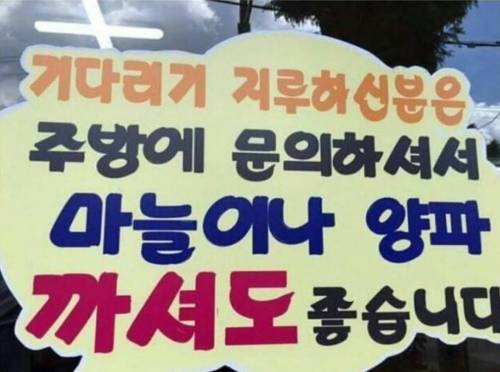 기다리기 지루하신분은
주방에 문의하셔서
마늘이나 양파
까셔도 좋습니다